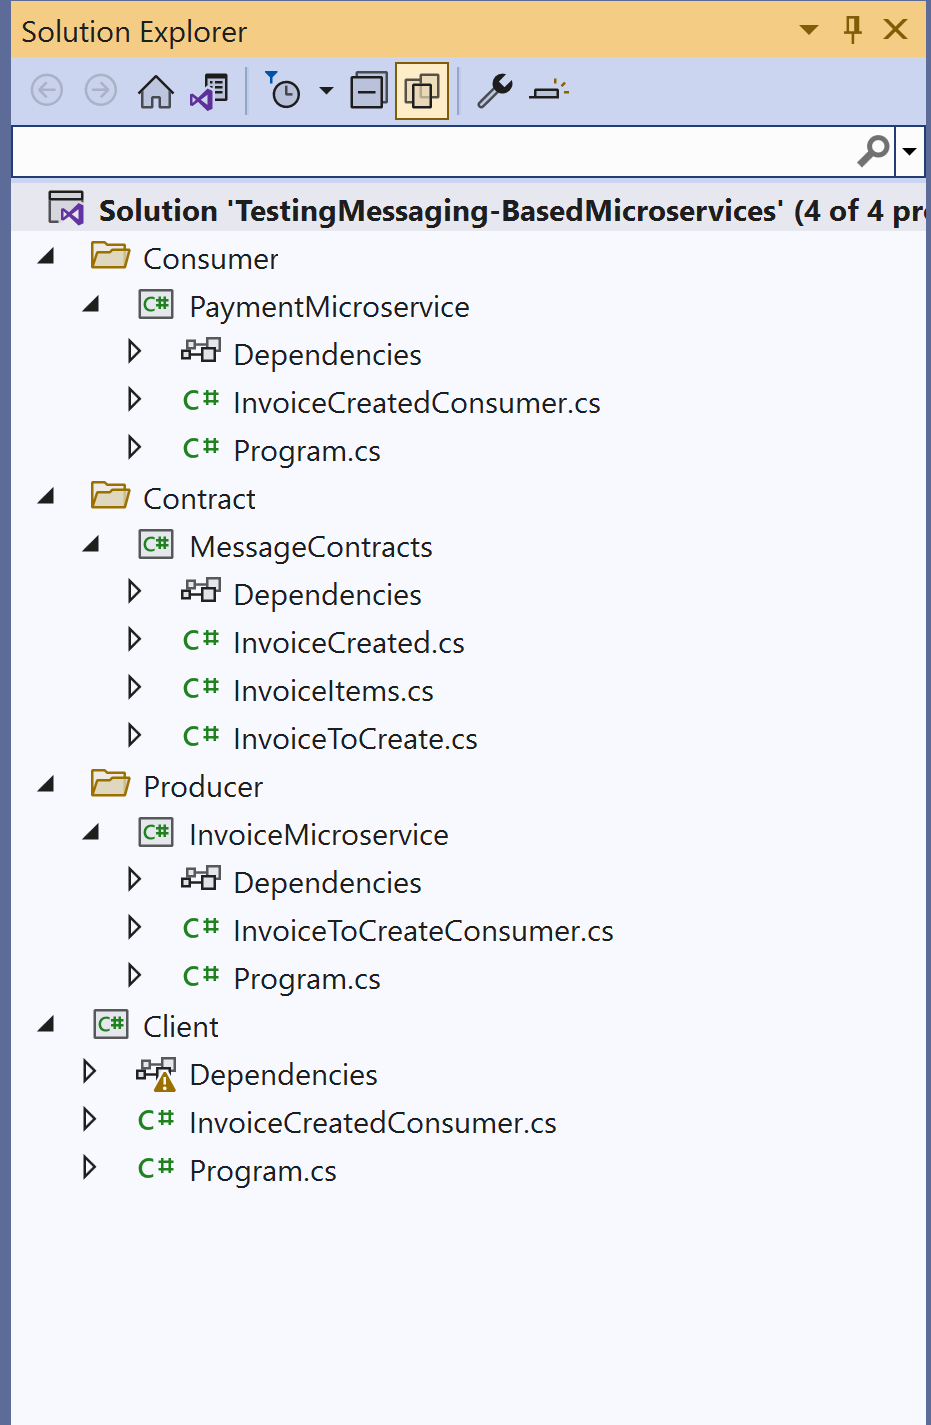 Solution Explorer
Solution 'TestingMessaging-BasedMicroservices' (4 of 4 pr
Consumer
C# PaymentMicroservice
Dependencies
C# InvoiceCreatedConsumer.cs
C# Program.cs
Contract
C# MessageContracts
Dependencies
C# InvoiceCreated.cs
C# InvoiceItems.cs
C# InvoiceToCreate.cs
Producer
C# InvoiceMicroservice
Dependencies
C# InvoiceToCreateConsumer.cs
C# Program.cs
C# Client
Dependencies
C# InvoiceCreatedConsumer.cs
C# Program.cs